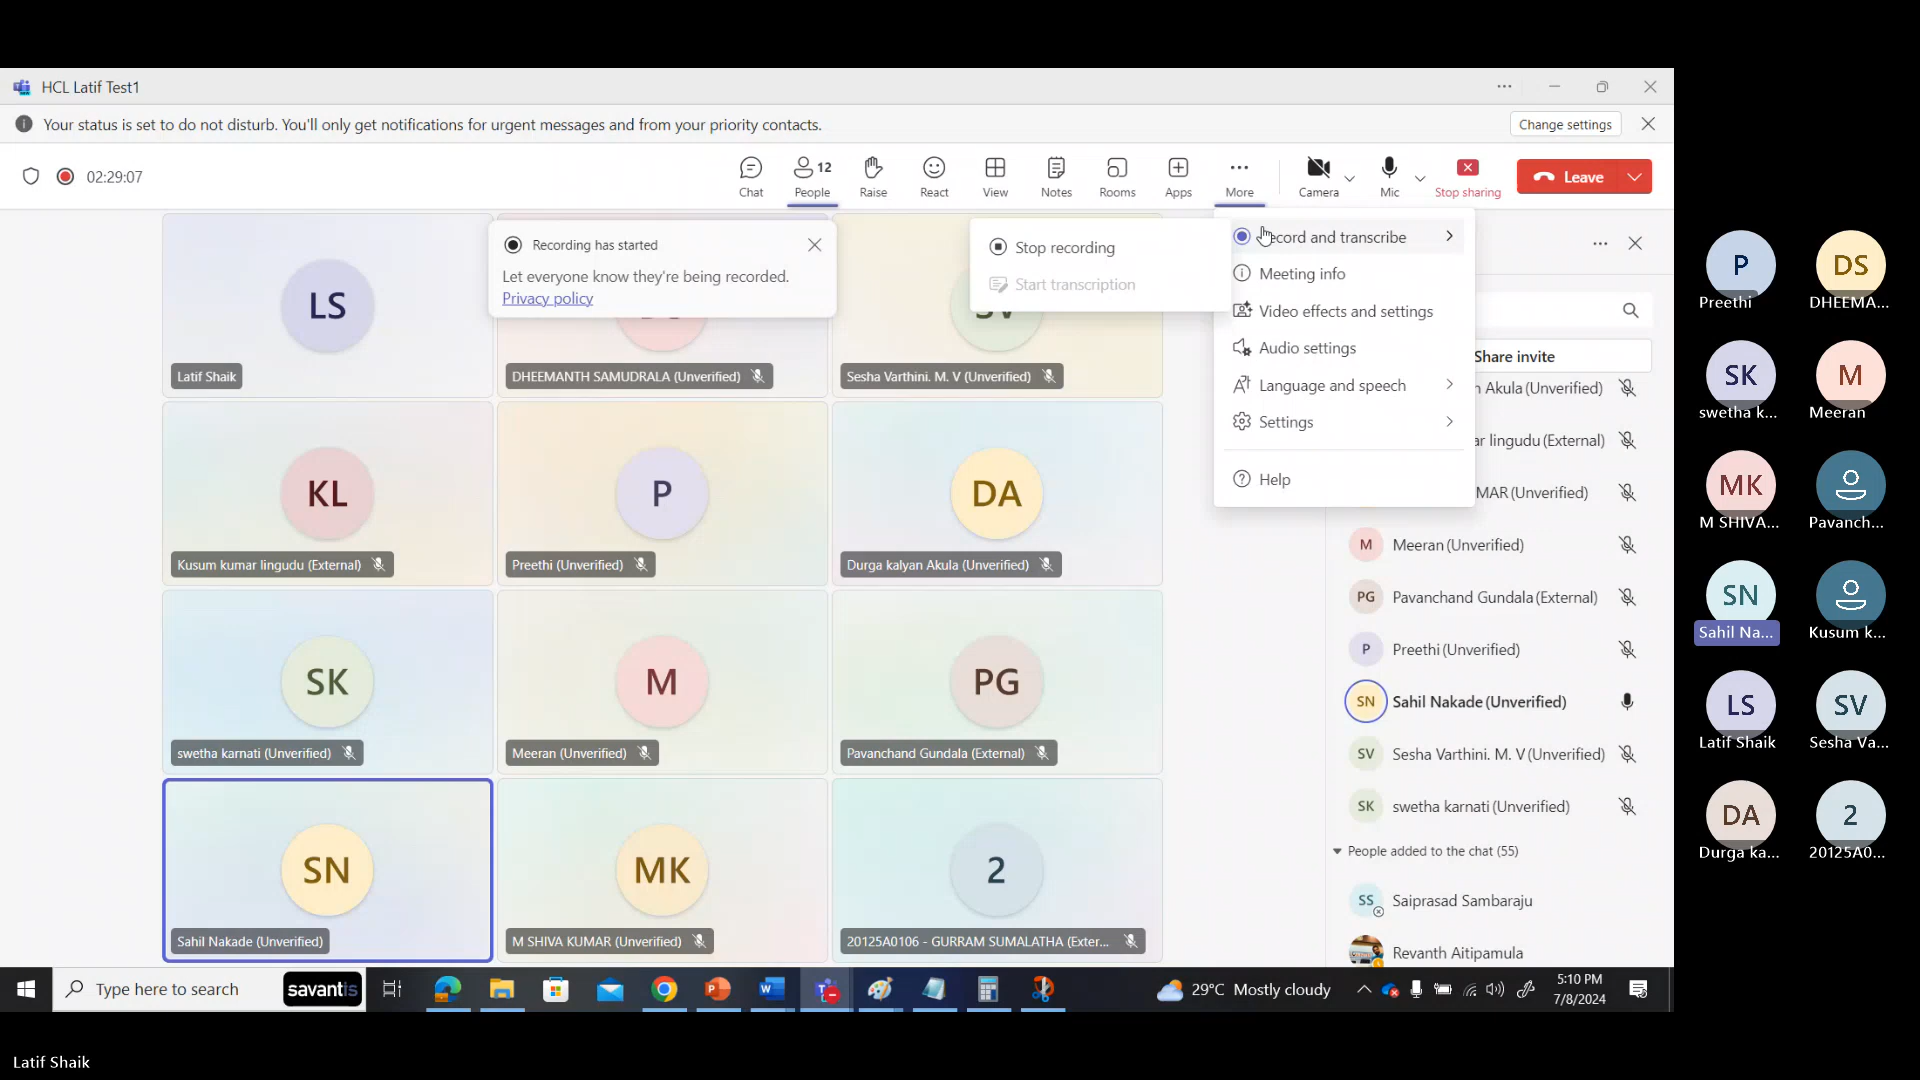 HCL Latif Test1
Your status is set to do not disturb. You'll only get notifications for urgent messages and from your priority contacts.
Change settings
02:29:07
Chat
People
12
Raise
React
View
Notes
Rooms
Apps
More
Camera
Mic
Stop sharing
Leave
Recording has started
Let everyone know they're being recorded.
Privacy policy
Stop recording
Start transcription
ecord and transcribe
Meeting info
Video effects and settings
Audio settings
Language and speech
Settings
Help
Share invite
LS
Latif Shaik
DHEEMANTH SAMUDRALA (Unverified)
SV
Sesha Varthini. M. V (Unverified)
KL
Kusum kumar lingudu (External)
P
Preethi (Unverified)
DA
Durga kalyan Akula (Unverified)
SK
swetha karnati (Unverified)
M
Meeran (Unverified)
PG
Pavanchand Gundala (External)
SN
Sahil Nakade (Unverified)
MK
M SHIVA KUMAR (Unverified)
2
20125A0106 - GURRAM SUMALATHA (Exter...
n Akula (Unverified)
ar lingudu (External)
MAR (Unverified)
M
Meeran (Unverified)
PG
Pavanchand Gundala (External)
P
Preethi (Unverified)
SN
Sahil Nakade (Unverified)
SV
Sesha Varthini. M. V (Unverified)
SK
swetha karnati (Unverified)
People added to the chat (55)
SS
Saiprasad Sambaraju
Revanth Aitipamula
P
Preethi
DS
DHEEMA...
SK
swetha k...
M
Meeran
MK
M SHIVA...
Pavanch...
SN
Sahil Na...
Kusum k...
LS
Latif Shaik
SV
Sesha Va...
DA
Durga ka...
2
20125A0...
Type here to search
savantis
29°C Mostly cloudy
5:10 PM
7/8/2024
Latif Shaik